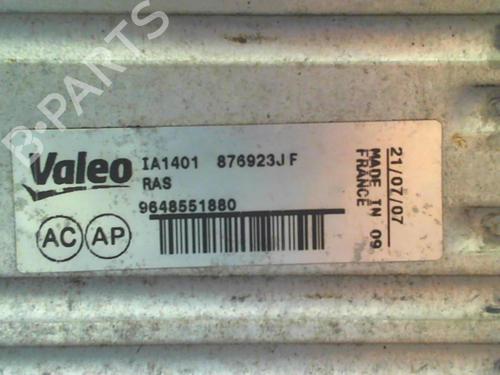 B-PARTS
Valeo
IA1401 876923J F
RAS
9648551880
AC AP
21/07/07
MADE IN 09
FRANCE